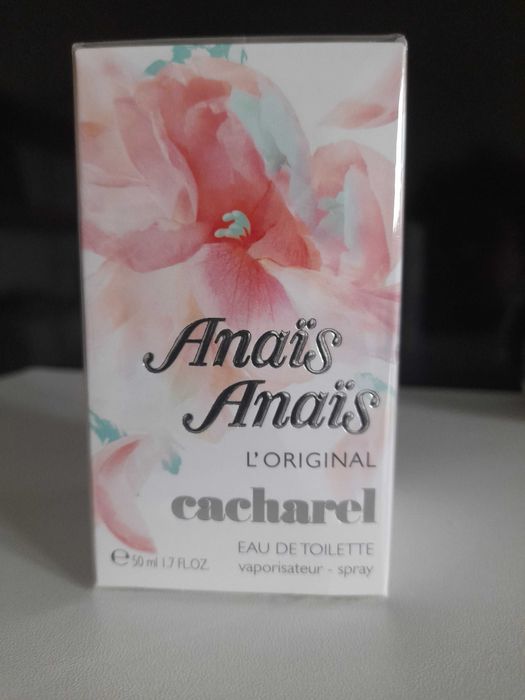 Anaïs
Anaïs
L'ORIGINAL
cacharel
EAU DE TOILETTE
℮ 50 ml 1.7 FL.OZ. vaporisateur - spray